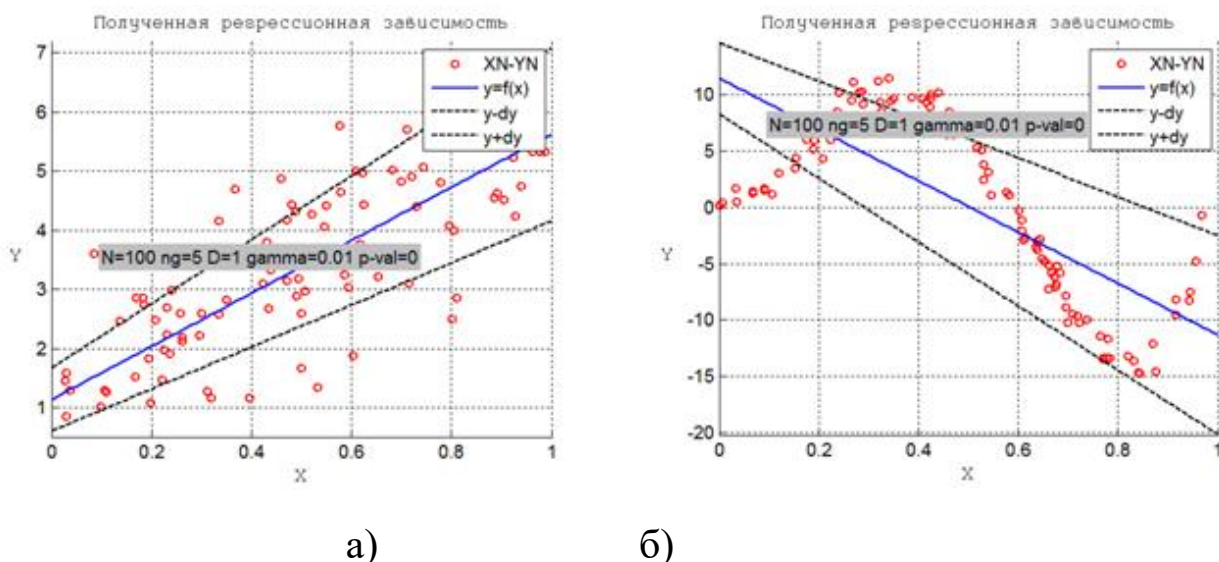 Полученная регрессионная зависимость
7
6
5
4
3
2
1
Y
0
0.2
0.4
0.6
0.8
1
X
XN-YN
y=f(x)
y-dy
y+dy
N=100 ng=5 D=1 gamma=0.01 p-val=0
а)
Полученная регрессионная зависимость
10
5
0
-5
-10
-15
-20
Y
0
0.2
0.4
0.6
0.8
1
X
XN-YN
y=f(x)
y-dy
y+dy
N=100 ng=5 D=1 gamma=0.01 p-val=0
б)